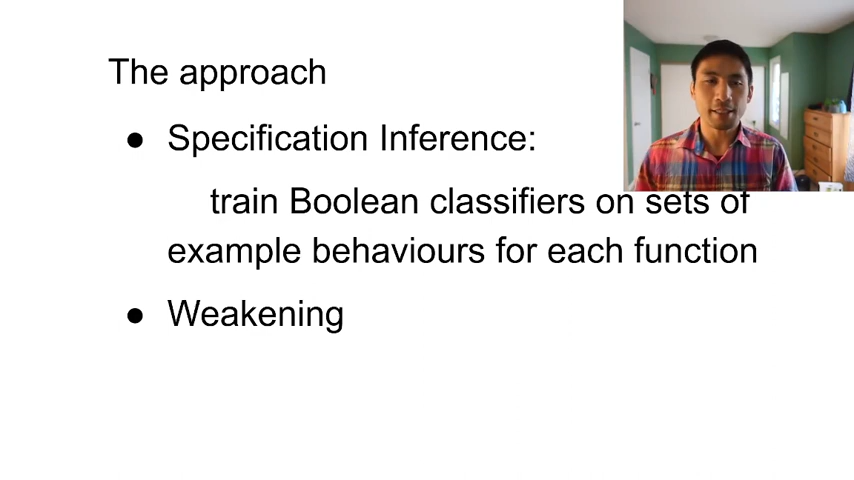 The approach
● Specification Inference:
train Boolean classifiers on sets of
example behaviours for each function
● Weakening